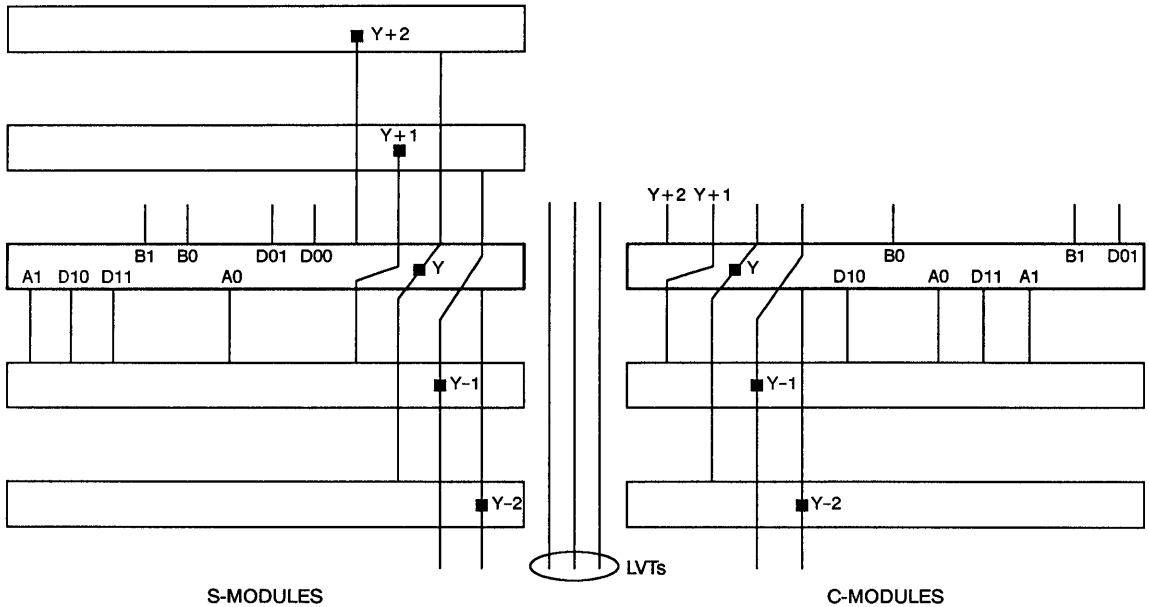 Y+2
Y+1
Y+2 Y+1
B1 B0 D01 D00 Y
A1 D10 D11 A0
B0 B1 D01
Y D10 A0 D11 A1
Y-1
Y-1
Y-2
Y-2
LVTs
S-MODULES
C-MODULES